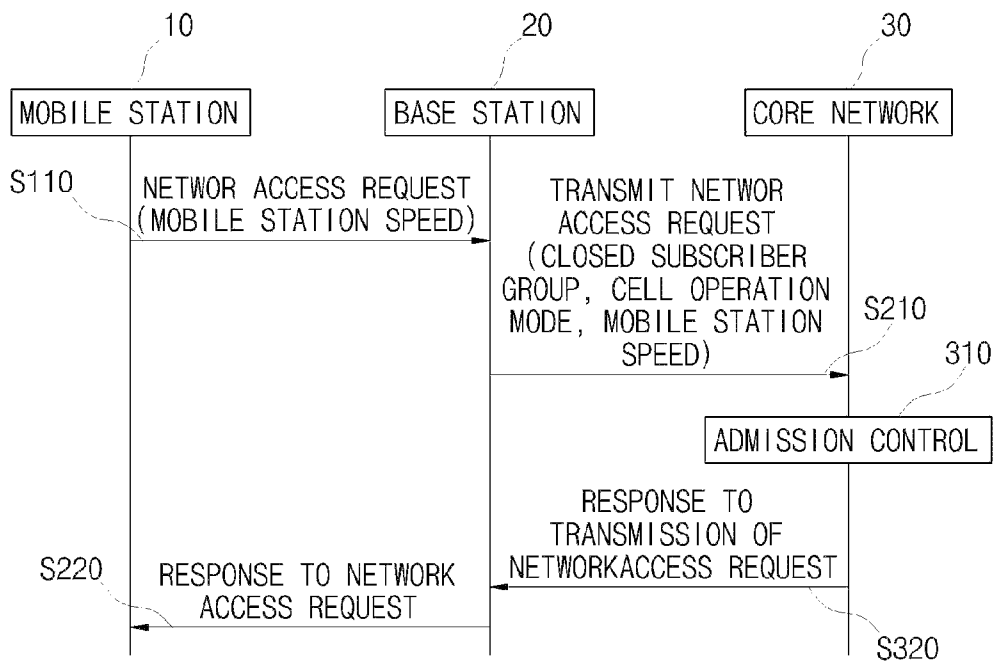 10
20
30
MOBILE STATION
BASE STATION
CORE NETWORK
S110
NETWOR ACCESS REQUEST
(MOBILE STATION SPEED)
TRANSMIT NETWOR
ACCESS REQUEST
(CLOSED SUBSCRIBER
GROUP, CELL OPERATION
MODE, MOBILE STATION
SPEED)
S210
310
ADMISSION CONTROL
RESPONSE TO
TRANSMISSION OF
NETWORKACCESS REQUEST
S320
S220
RESPONSE TO NETWORK
ACCESS REQUEST